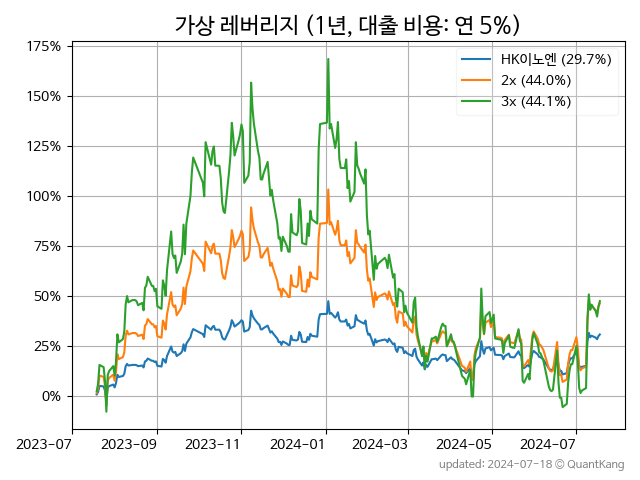 가상 레버리지 (1년, 대출 비용: 연 5%)
175%
150%
125%
100%
75%
50%
25%
0%
HK이노엔 (29.7%)
2x (44.0%)
3x (44.1%)
2023-07 2023-09 2023-11 2024-01 2024-03 2024-05 2024-07
updated: 2024-07-18 © QuantKang